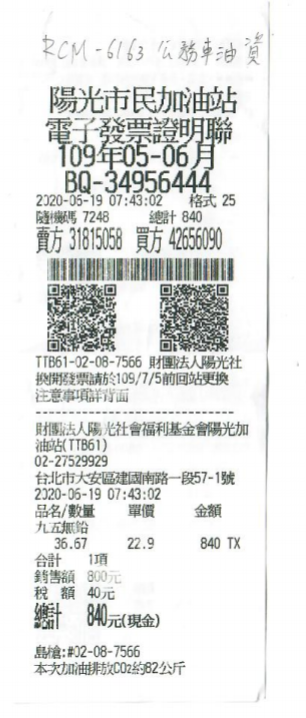 RCM-6163 公務車油資
陽光市民加油站
電子發票證明聯
109年05-06月
BQ-34956444
2020-06-19 07:43:02 格式 25
隨機碼 7248 總計 840
賣方 31815058 買方 42656090
TTB61-02-08-7566 財團法人陽光社
換開發票請於109/7/5前回站更換
注意事項詳背面
--------------------------------
財團法人陽光社會福利基金會陽光加
油站(TTB61)
02-27529929
台北市大安區建國南路一段57-1號
2020-06-19 07:43:02
品名/數量 單價 金額
九五無鉛
36.67 22.9 840 TX
合計 1項
銷售額 800元
稅 額 40元
總計 840元(現金)
島槍:#02-08-7566
本次加油排放CO2約82公斤